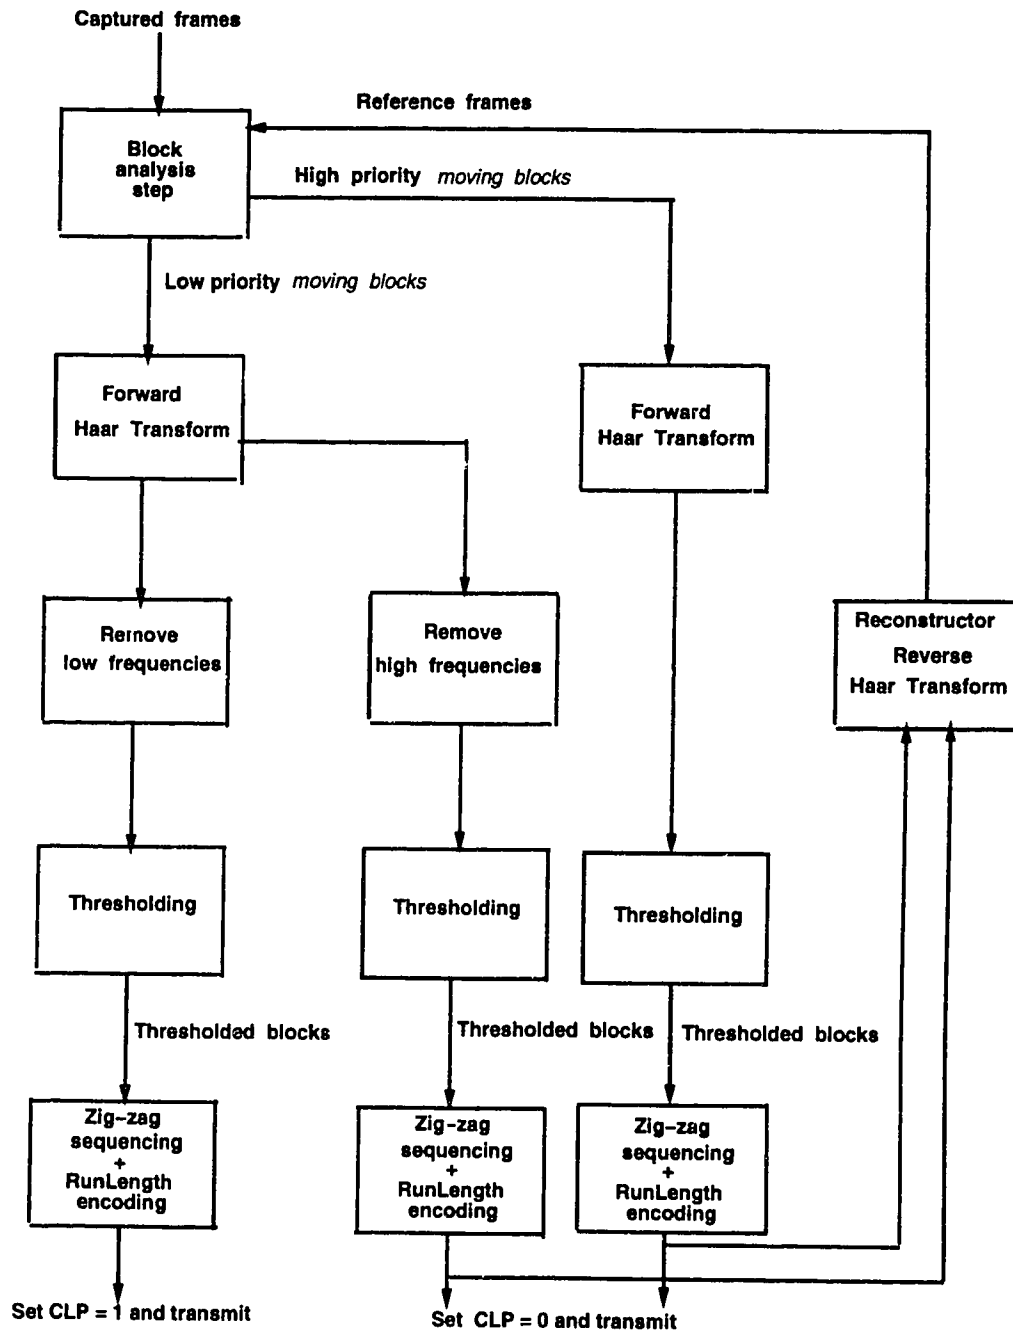 Captured frames
Reference frames
Block
analysis
step
High priority moving blocks
Low priority moving blocks
Forward
Haar Transform
Forward
Haar Transform
Remove
low frequencies
Remove
high frequencies
Reconstructor
Reverse
Haar Transform
Thresholding
Thresholding
Thresholding
Thresholded blocks
Thresholded blocks
Thresholded blocks
Zig-zag
sequencing
+
RunLength
encoding
Zig-zag
sequencing
+
RunLength
encoding
Zig-zag
sequencing
+
RunLength
encoding
Set CLP = 1 and transmit
Set CLP = 0 and transmit